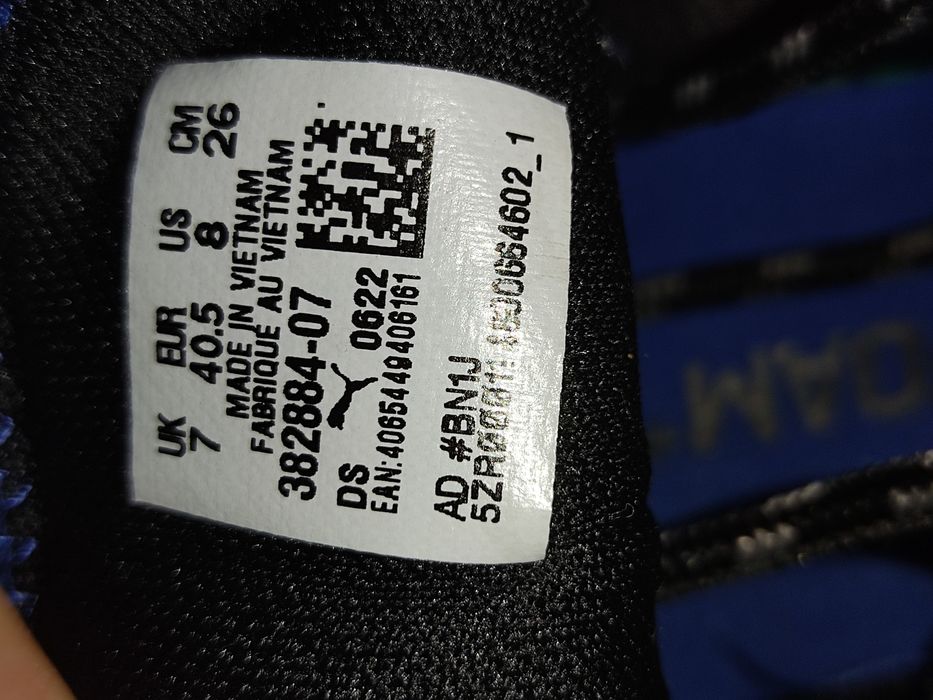 UK EUR US CM
7 40.5 8 26
MADE IN VIETNAM
FABRIQUE AU VIETNAM
382884-07
DS 0622
EAN:4065449406161
AD #BN1J